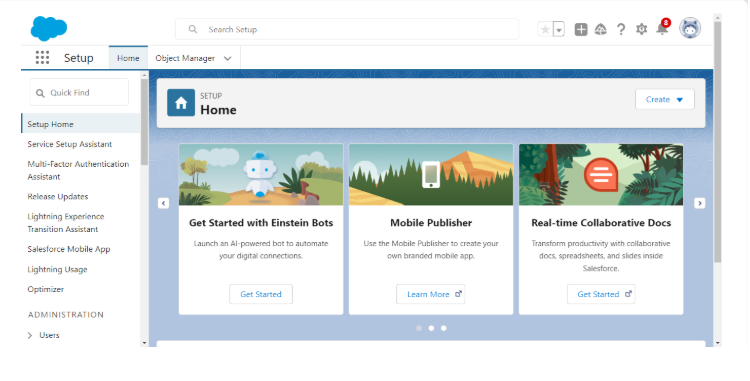 Search Setup
8
Setup
Home
Object Manager
Quick Find
Setup Home
Service Setup Assistant
Multi-Factor Authentication
Assistant
Release Updates
Lightning Experience
Transition Assistant
Salesforce Mobile App
Lightning Usage
Optimizer
ADMINISTRATION
Users
SETUP
Home
Create
Get Started with Einstein Bots
Launch an AI-powered bot to automate
your digital connections.
Get Started
Mobile Publisher
Use the Mobile Publisher to create your
own branded mobile app.
Learn More
Real-time Collaborative Docs
Transform productivity with collaborative
docs, spreadsheets, and slides inside
Salesforce.
Get Started